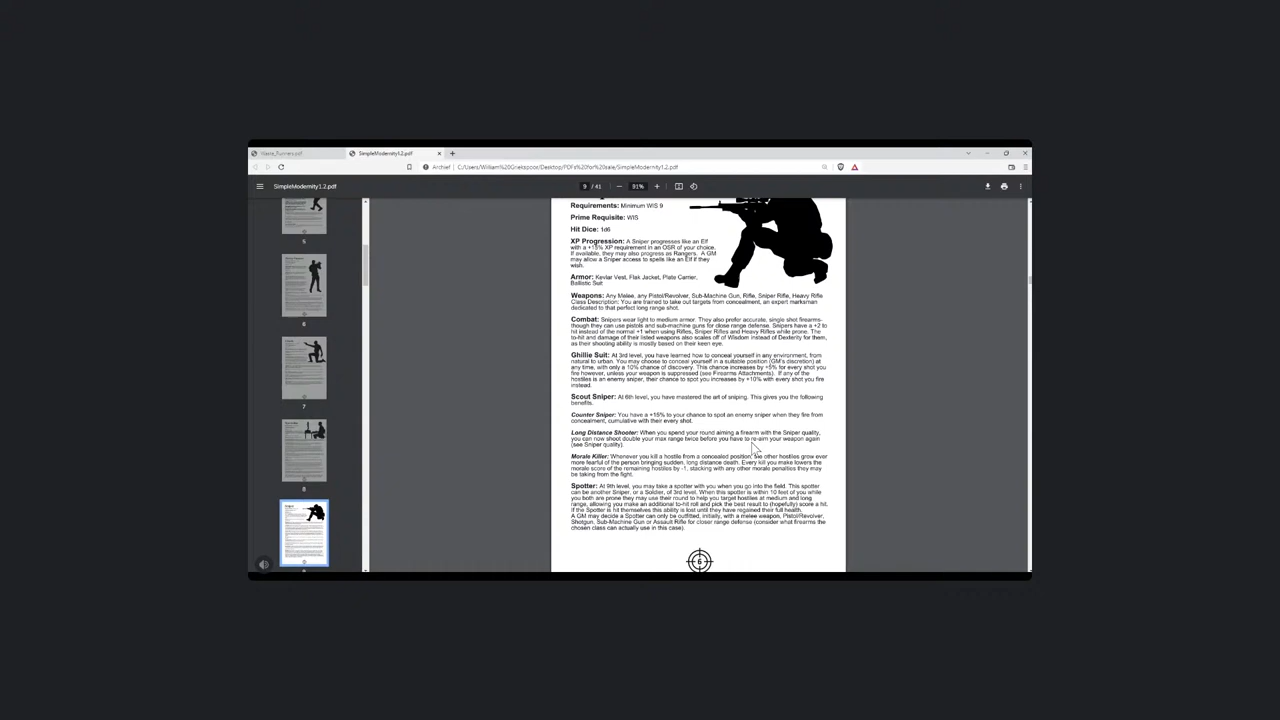 Waste_Runners.pdf
SimpleModernity1.2.pdf
Archief | C:/Users/William%20Gnekspoos/Desktop/PDFs%20for%20sale/SimpleModernity1.2.pdf
SimpleModernity1.2.pdf
9 / 41
91%
5
6
7
8
Requirements: Minimum WIS 9
Prime Requisite: WIS
Hit Dice: 1d6
XP Progression: A Sniper progresses like an Elf
with a +15% XP requirement in an OSR of your choice.
If available, they may also progress as Rangers. A GM
may allow a Sniper access to spells like an Elf if they
wish.
Armor: Kevlar Vest, Flak Jacket, Plate Carrier,
Ballistic Suit
Weapons: Any Melee, any Pistol/Revolver, Sub-Machine Gun, Rifle, Sniper Rifle, Heavy Rifle
Class Description: You are trained to take out targets from concealment, an expert marksman
dedicated to that perfect long range shot.
Combat: Snipers wear light to medium armor. They also prefer accurate, single shot firearms-
though they can use pistols and sub-machine guns for close range defense. Snipers have a +2 to
hit instead of the normal +1 when using Rifles, Sniper Rifles and Heavy Rifles while prone. The
to-hit and damage of their listed weapons also scales off of Wisdom instead of Dexterity for them,
as their shooting ability is mostly based on their keen eye.
Ghillie Suit: At 3rd level, you have learned how to conceal yourself in any environment, from
natural to urban. You may choose to conceal yourself in a suitable position (GM's discretion) at
any time, with only a 10% chance of discovery. This chance increases by +5% for every shot you
fire however, unless your weapon is suppressed (see Firearms Attachments). If any of the
hostiles is an enemy sniper, their chance to spot you increases by +10% with every shot you fire
instead.
Scout Sniper: At 6th level, you have mastered the art of sniping. This gives you the following
benefits.
Counter Sniper: You have a +15% to your chance to spot an enemy sniper when they fire from
concealment, cumulative with their every shot.
Long Distance Shooter: When you spend your round aiming a firearm with the Sniper quality,
you can now shoot double your max range twice before you have to re-aim your weapon again
(see Sniper quality).
Morale Killer: Whenever you kill a hostile from a concealed position, the other hostiles grow ever
more fearful of the person bringing sudden, long distance death. Every kill you make lowers the
morale score of the remaining hostiles by -1, stacking with any other morale penalties they may
be taking from the fight.
Spotter: At 9th level, you may take a spotter with you when you go into the field. This spotter
can be another Sniper, or a Soldier, of 3rd level. When this spotter is within 10 feet of you while
you both are prone they may use their round to help you target hostiles at medium and long
range, allowing you make an additional to-hit roll and pick the best result to (hopefully) score a hit.
If the Spotter is hit themselves this ability is lost until they have regained their full health.
A GM may decide a Spotter can only be outfitted, initially, with a melee weapon, Pistol/Revolver,
Shotgun, Sub-Machine Gun or Assault Rifle for closer range defense (consider what firearms the
chosen class can actually use in this case).
6